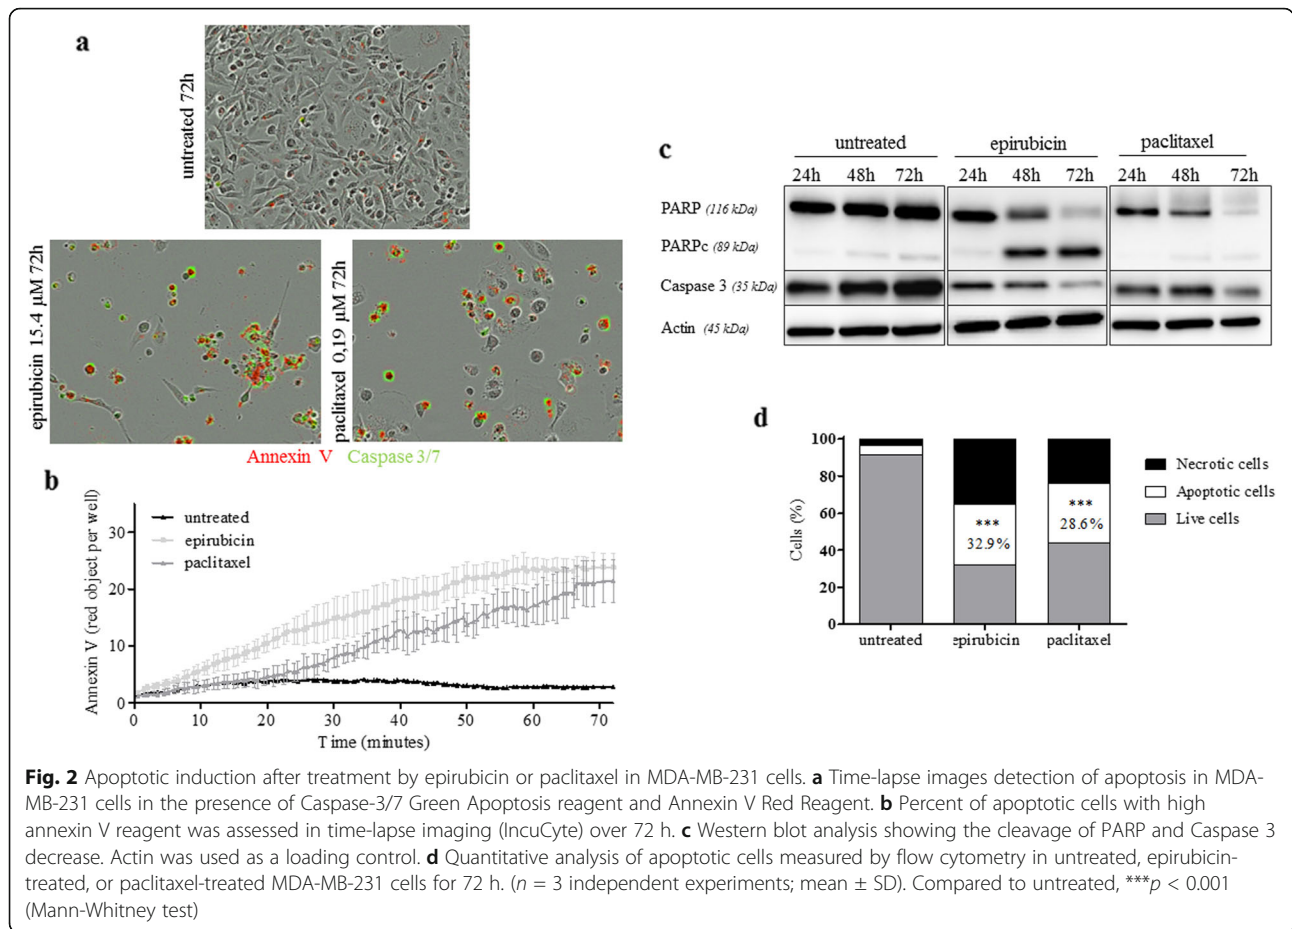 a
untreated 72h
epirubicin 15.4 µM 72h
paclitaxel 0,19 µM 72h
Annexin V Caspase 3/7
b
Annexin V (red object per well)
30
20
10
0
untreated
epirubicin
paclitaxel
0 10 20 30 40 50 60 70
Time (minutes)
c
untreated epirubicin paclitaxel
24h 48h 72h 24h 48h 72h 24h 48h 72h
PARP (116 kDa)
PARPc (89 kDa)
Caspase 3 (35 kDa)
Actin (45 kDa)
d
Cells (%)
100
80
60
40
20
0
***
32.9%
***
28.6%
untreated epirubicin paclitaxel
Necrotic cells
Apoptotic cells
Live cells
Fig. 2 Apoptotic induction after treatment by epirubicin or paclitaxel in MDA-MB-231 cells. a Time-lapse images detection of apoptosis in MDA-
MB-231 cells in the presence of Caspase-3/7 Green Apoptosis reagent and Annexin V Red Reagent. b Percent of apoptotic cells with high
annexin V reagent was assessed in time-lapse imaging (IncuCyte) over 72 h. c Western blot analysis showing the cleavage of PARP and Caspase 3
decrease. Actin was used as a loading control. d Quantitative analysis of apoptotic cells measured by flow cytometry in untreated, epirubicin-
treated, or paclitaxel-treated MDA-MB-231 cells for 72 h. (n = 3 independent experiments; mean ± SD). Compared to untreated, ***p < 0.001
(Mann-Whitney test)